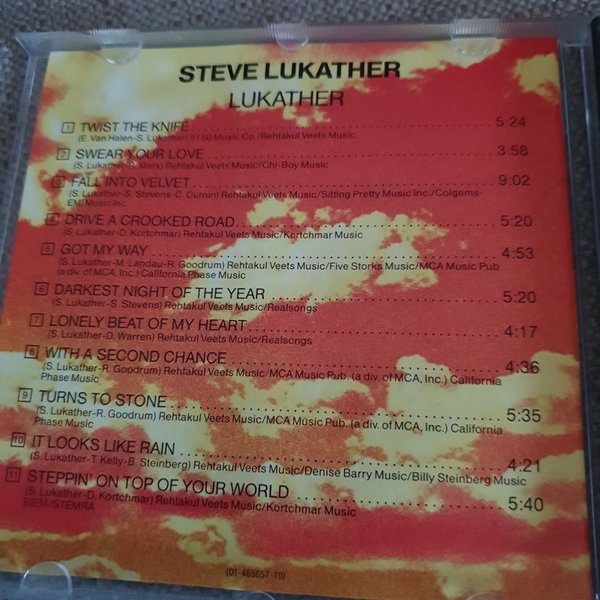 STEVE LUKATHER
LUKATHER
1 TWIST THE KNIFE 5:24
(E. Van Halen-S. Lukather) 5150 Music Co./Rehtakul Veets Music
2 SWEAR YOUR LOVE 3:58
(S. Lukather-R. Marx) Rehtakul Veets Music/Chi-Boy Music
3 FALL INTO VELVET 9:02
(S. Lukather-S. Stevens-C. Curnin) Rehtakul Veets Music/Sitting Pretty Music Inc./Colgems-
EMI Music Inc
4 DRIVE A CROOKED ROAD 5:20
(S. Lukather-D. Kortchmar) Rehtakul Veets Music/Kortchmar Music
5 GOT MY WAY 4:53
(S. Lukather-M. Landau-R. Goodrum) Rehtakul Veets Music/Five Storks Music/MCA Music Pub.
(a div. of MCA, Inc.) California Phase Music
6 DARKEST NIGHT OF THE YEAR 5:20
(S. Lukather-S. Stevens) Rehtakul Veets Music/Realsongs
7 LONELY BEAT OF MY HEART 4:17
(S. Lukather-D. Warren) Rehtakul Veets Music/Realsongs
8 WITH A SECOND CHANCE 4:36
(S. Lukather-R. Goodrum) Rehtakul Veets Music/MCA Music Pub. (a div. of MCA, Inc.) California
Phase Music
9 TURNS TO STONE 5:35
(S. Lukather-R. Goodrum) Rehtakul Veets Music/MCA Music Pub. (a div. of MCA, Inc.) California
Phase Music
10 IT LOOKS LIKE RAIN 4:21
(S. Lukather-T Kelly-B. Steinberg) Rehtakul Veets Music/Denise Barry Music/Billy Steinberg Music
11 STEPPIN' ON TOP OF YOUR WORLD 5:40
(S. Lukather-D. Kortchmar) Rehtakul Veets Music/Kortchmar Music
BIEM/STEMRA
(01-465657-10)